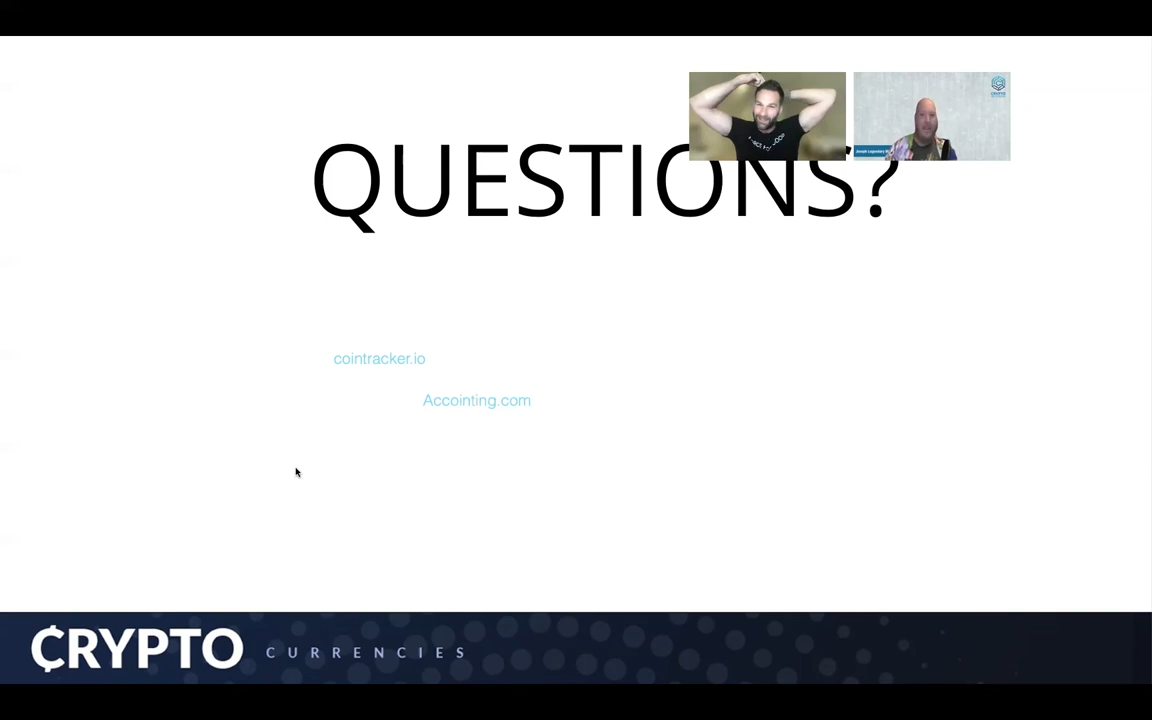 QUESTIONS?
cointracker.io
Accointing.com
CRYPTO
CURRENCIES